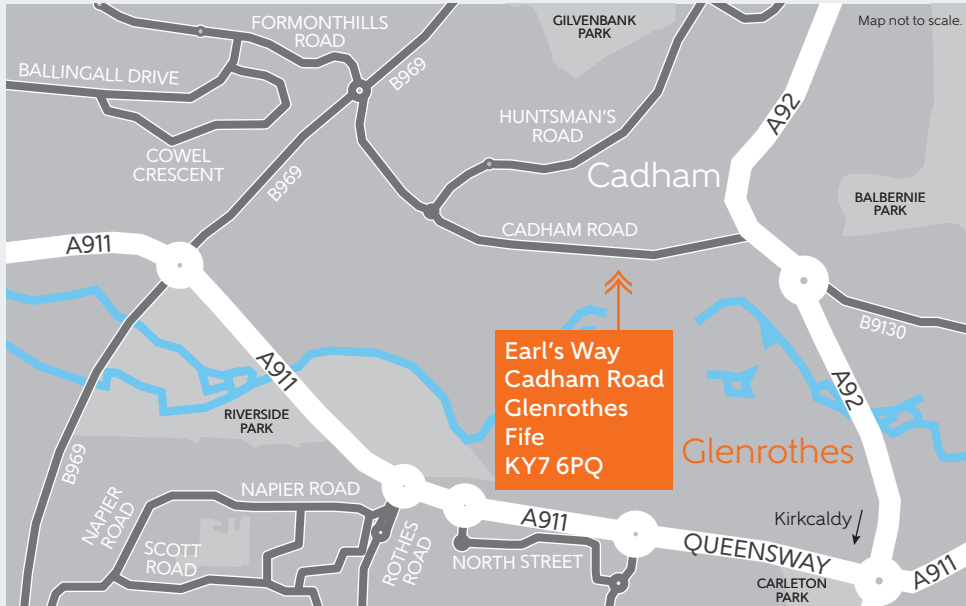 FORMONTHILLS
ROAD
GILVENBANK
PARK
Map not to scale.
BALLINGALL DRIVE
B969
A92
HUNTSMAN'S
ROAD
COWEL
CRESCENT
B969
Cadham
BALBERNIE
PARK
A911
CADHAM ROAD
B9130
Earl's Way
Cadham Road
Glenrothes
Fife
KY7 6PQ
A911
A92
RIVERSIDE
PARK
Glenrothes
B969
NAPIER
ROAD
NAPIER ROAD
SCOTT
ROAD
ROTHES
ROAD
A911
NORTH STREET
Kirkcaldy
QUEENSWAY
CARLETON
PARK
A911